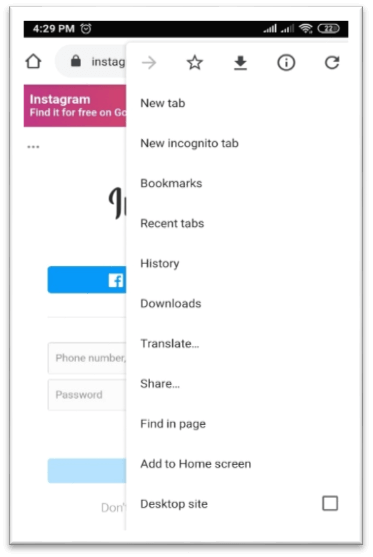 4:29 PM
22
instag
Instagram
Find it for free on Go
...
New tab
New incognito tab
Bookmarks
Recent tabs
History
Downloads
Translate...
Phone number,
Share...
Password
Find in page
Add to Home screen
Desktop site
Don'